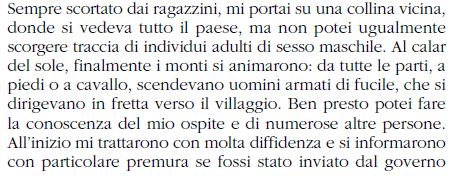 Sempre scortato dai ragazzini, mi portai su una collina vicina,
donde si vedeva tutto il paese, ma non potei ugualmente
scorgere traccia di individui adulti di sesso maschile. Al calar
del sole, finalmente i monti si animarono: da tutte le parti, a
piedi o a cavallo, scendevano uomini armati di fucile, che si
dirigevano in fretta verso il villaggio. Ben presto potei fare
la conoscenza del mio ospite e di numerose altre persone.
All'inizio mi trattarono con molta diffidenza e si informarono
con particolare premura se fossi stato inviato dal governo